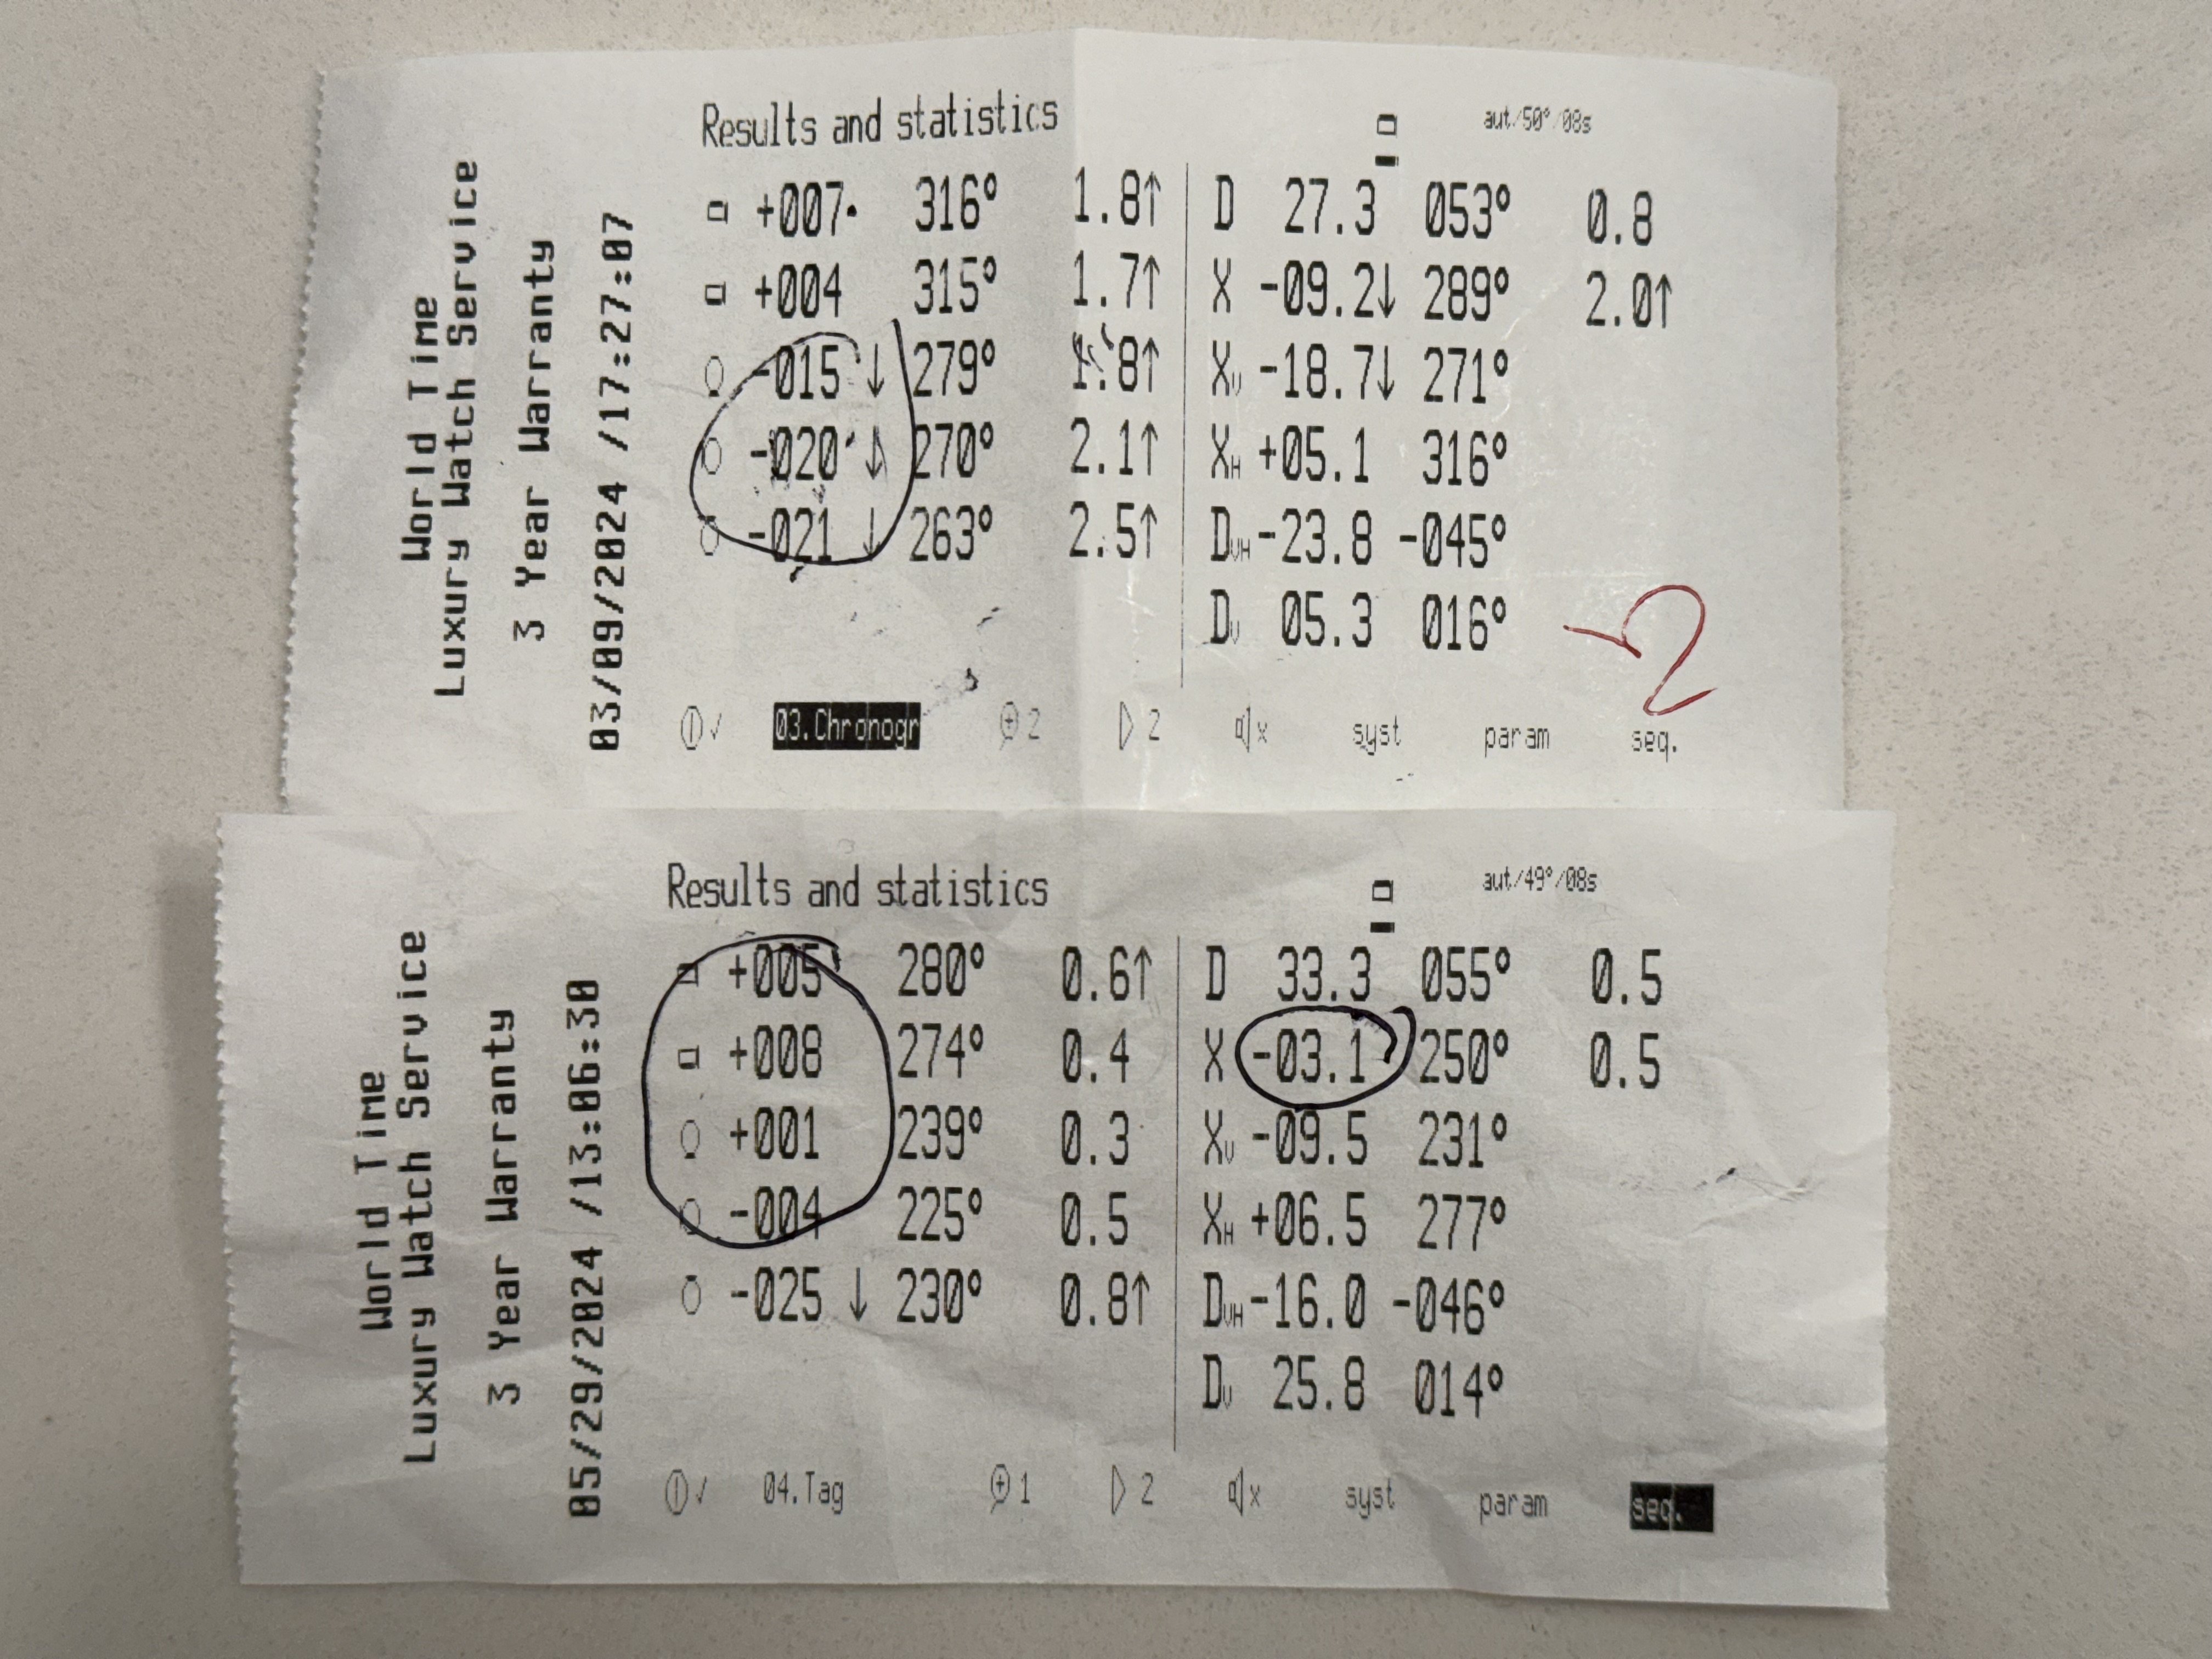 World Time
Luxury Watch Service
3 Year Warranty
03/09/2024 /17:27:07
Results and statistics
aut/50°/08s
+007 316° 1.8↑ D 27.3 053° 0.8
+004 315° 1.7↑ X -09.2↓ 289° 2.0↑
-015 ↓ 279° 1.8↑ XV -18.7↓ 271°
-020 ↓ 270° 2.1↑ XH +05.1 316°
-021 ↓ 263° 2.5↑ DVH -23.8 -045°
DV 05.3 016°
2
03.Chronogr 2 2 x syst param seq.
World Time
Luxury Watch Service
3 Year Warranty
05/29/2024 /13:06:30
Results and statistics
aut/49°/08s
+005 280° 0.6↑ D 33.3 055° 0.5
+008 274° 0.4 X -03.1 250° 0.5
+001 239° 0.3 XV -09.5 231°
-004 225° 0.5 XH +06.5 277°
-025 ↓ 230° 0.8↑ DVH -16.0 -046°
DV 25.8 014°
04.Tag 1 2 x syst param seq.